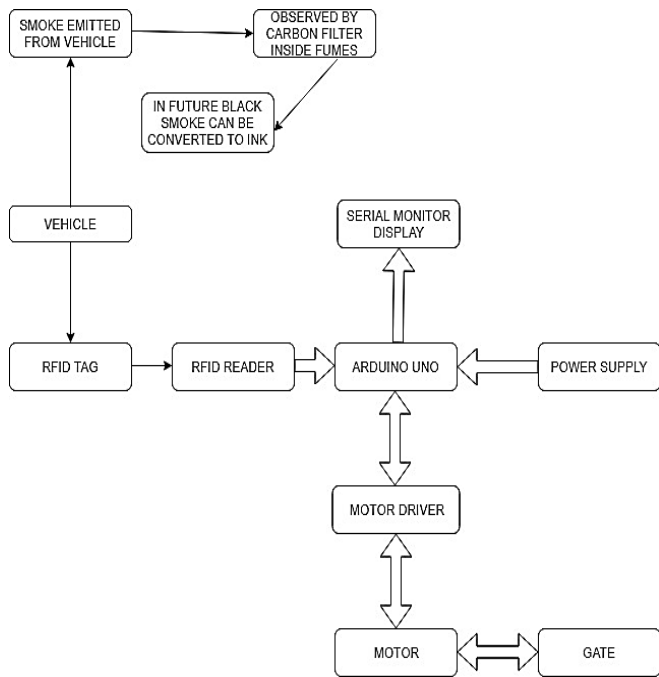 SMOKE EMITTED
FROM VEHICLE
OBSERVED BY
CARBON FILTER
INSIDE FUMES
IN FUTURE BLACK
SMOKE CAN BE
CONVERTED TO INK
VEHICLE
SERIAL MONITOR
DISPLAY
RFID TAG
RFID READER
ARDUINO UNO
POWER SUPPLY
MOTOR DRIVER
MOTOR
GATE